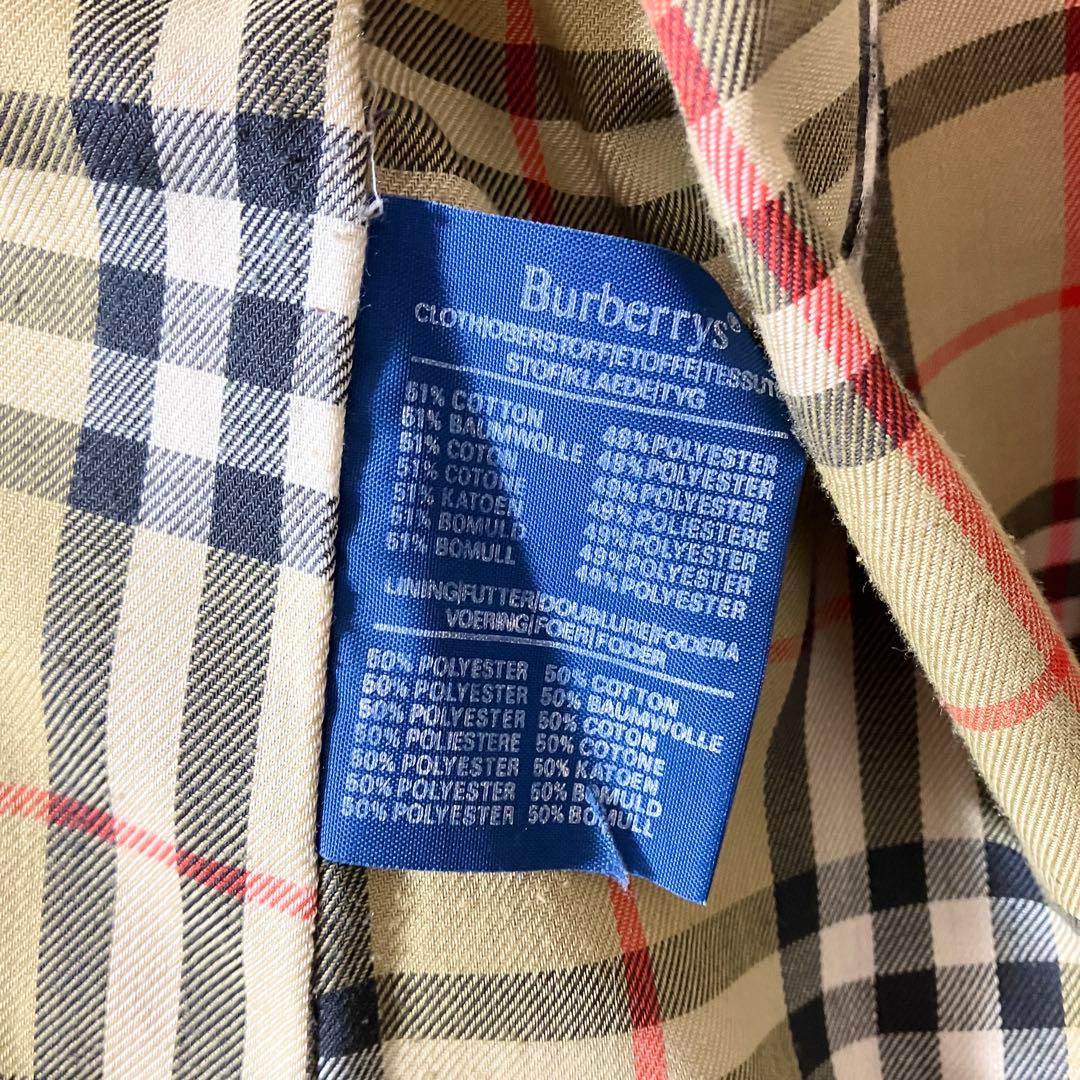 Burberrys®
CLOTH|OBERSTOFF|ETOFFE|TESSUTO
STOF|KLAEDE|TYG
51% COTTON 49% POLYESTER
51% BAUMWOLLE 49% POLYESTER
51% COTON 49% POLYESTER
51% COTONE 49% POLIESTERE
51% KATOEN 49% POLYESTER
51% BOMULD 49% POLYESTER
51% BOMULL 49% POLYESTER
LINING|FUTTER|DOUBLURE|FODERA
VOERING|FOER|FODER
50% POLYESTER 50% COTTON
50% POLYESTER 50% BAUMWOLLE
50% POLYESTER 50% COTON
50% POLIESTERE 50% COTONE
50% POLYESTER 50% KATOEN
50% POLYESTER 50% BOMULD
50% POLYESTER 50% BOMULL